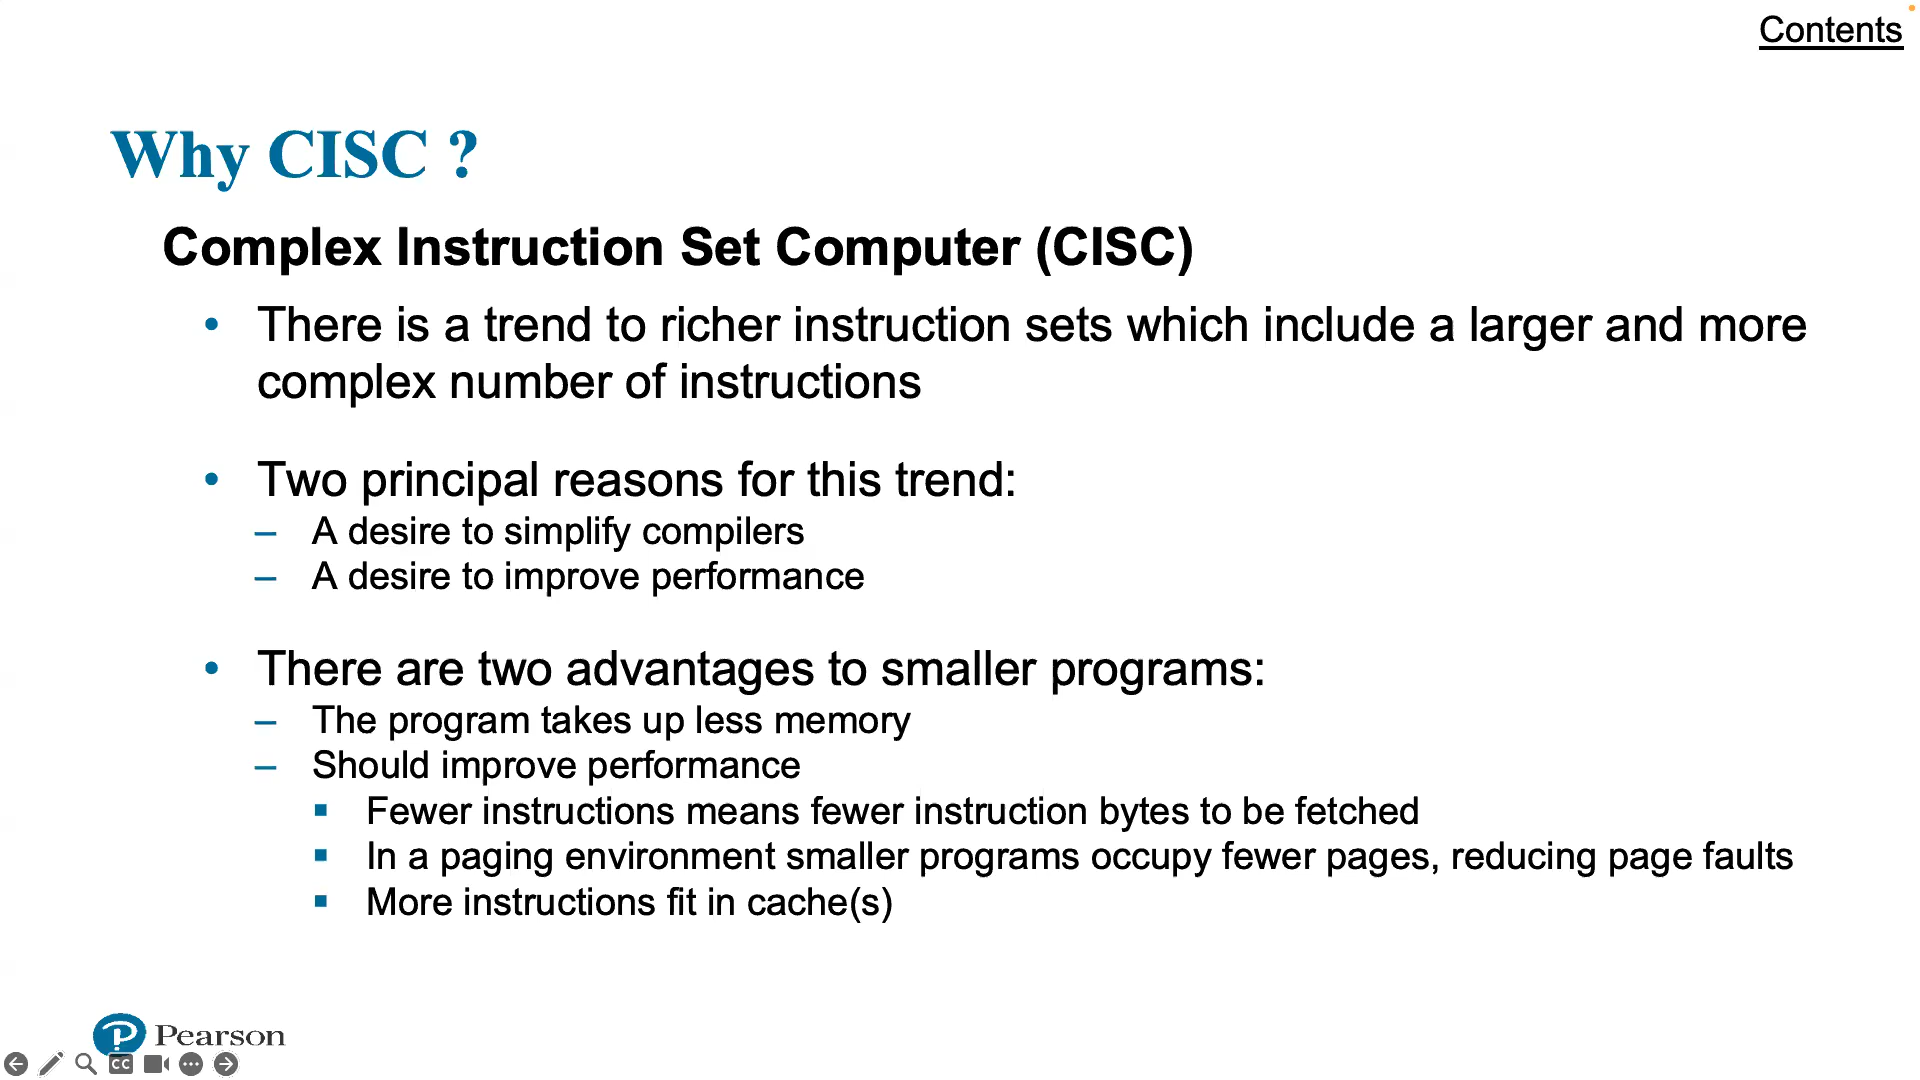 Contents
Why CISC ?
Complex Instruction Set Computer (CISC)
• There is a trend to richer instruction sets which include a larger and more
complex number of instructions
• Two principal reasons for this trend:
– A desire to simplify compilers
– A desire to improve performance
• There are two advantages to smaller programs:
– The program takes up less memory
– Should improve performance
▪ Fewer instructions means fewer instruction bytes to be fetched
▪ In a paging environment smaller programs occupy fewer pages, reducing page faults
▪ More instructions fit in cache(s)
P Pearson
CC